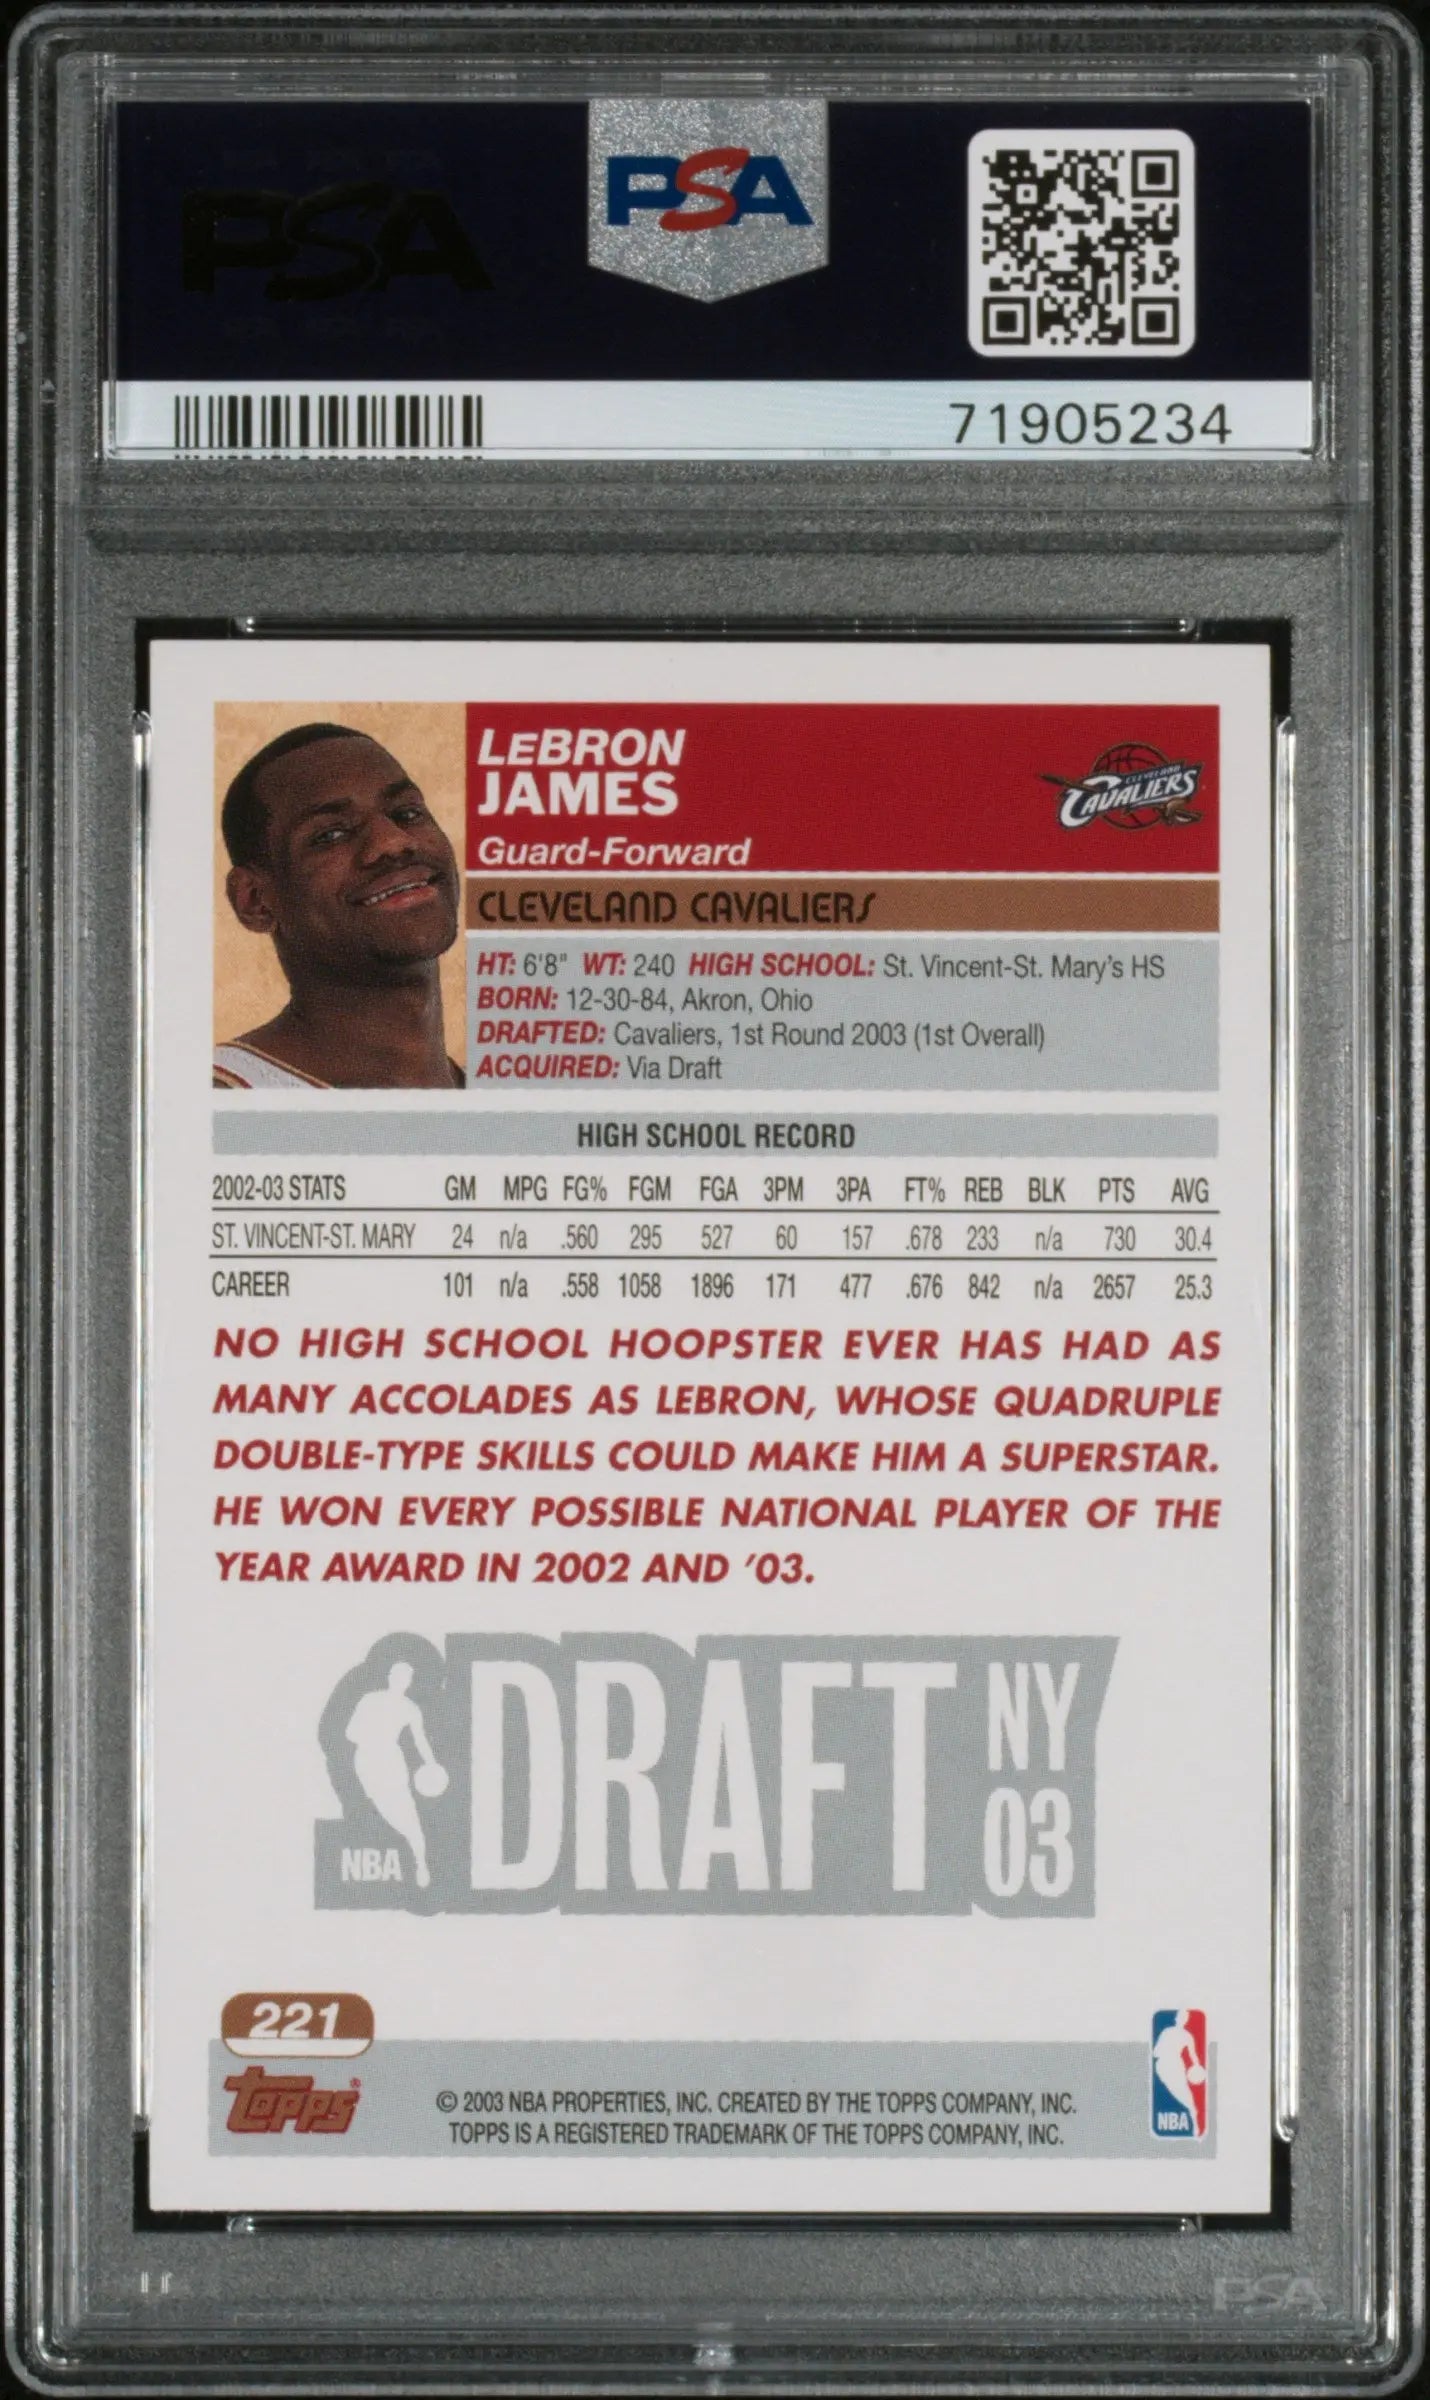 PSA
PSA
71905234
LeBRON
JAMES
Guard-Forward
CLEVELAND
CAVALIERS
CLEVELAND CAVALIERS
HT: 6'8" WT: 240 HIGH SCHOOL: St. Vincent-St. Mary's HS
BORN: 12-30-84, Akron, Ohio
DRAFTED: Cavaliers, 1st Round 2003 (1st Overall)
ACQUIRED: Via Draft
HIGH SCHOOL RECORD
2002-03 STATS GM MPG FG% FGM FGA 3PM 3PA FT% REB BLK PTS AVG
ST. VINCENT-ST. MARY 24 n/a .560 295 527 60 157 .678 233 n/a 730 30.4
CAREER 101 n/a .558 1058 1896 171 477 .676 842 n/a 2657 25.3
NO HIGH SCHOOL HOOPSTER EVER HAS HAD AS
MANY ACCOLADES AS LEBRON, WHOSE QUADRUPLE
DOUBLE-TYPE SKILLS COULD MAKE HIM A SUPERSTAR.
HE WON EVERY POSSIBLE NATIONAL PLAYER OF THE
YEAR AWARD IN 2002 AND '03.
NBA DRAFT NY
03
221
Topps®
© 2003 NBA PROPERTIES, INC. CREATED BY THE TOPPS COMPANY, INC.
TOPPS IS A REGISTERED TRADEMARK OF THE TOPPS COMPANY, INC.
NBA
PSA